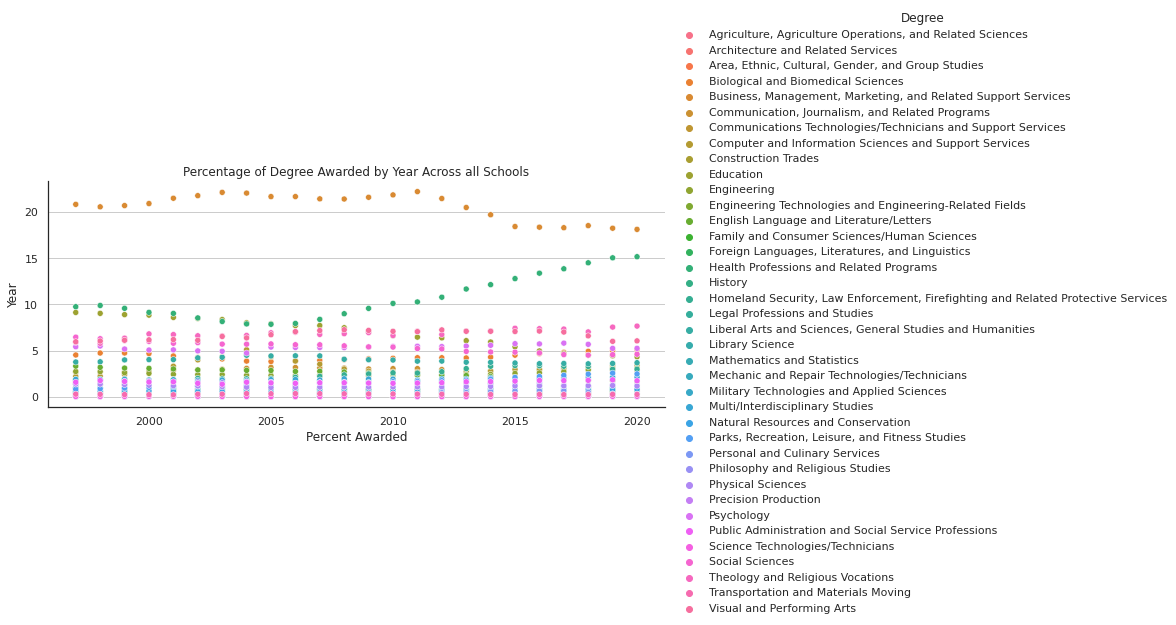 Percentage of Degree Awarded by Year Across all Schools
Year
20
15
10
5
0
2000
2005
2010
2015
2020
Percent Awarded
Degree
Agriculture, Agriculture Operations, and Related Sciences
Architecture and Related Services
Area, Ethnic, Cultural, Gender, and Group Studies
Biological and Biomedical Sciences
Business, Management, Marketing, and Related Support Services
Communication, Journalism, and Related Programs
Communications Technologies/Technicians and Support Services
Computer and Information Sciences and Support Services
Construction Trades
Education
Engineering
Engineering Technologies and Engineering-Related Fields
English Language and Literature/Letters
Family and Consumer Sciences/Human Sciences
Foreign Languages, Literatures, and Linguistics
Health Professions and Related Programs
History
Homeland Security, Law Enforcement, Firefighting and Related Protective Services
Legal Professions and Studies
Liberal Arts and Sciences, General Studies and Humanities
Library Science
Mathematics and Statistics
Mechanic and Repair Technologies/Technicians
Military Technologies and Applied Sciences
Multi/Interdisciplinary Studies
Natural Resources and Conservation
Parks, Recreation, Leisure, and Fitness Studies
Personal and Culinary Services
Philosophy and Religious Studies
Physical Sciences
Precision Production
Psychology
Public Administration and Social Service Professions
Science Technologies/Technicians
Social Sciences
Theology and Religious Vocations
Transportation and Materials Moving
Visual and Performing Arts